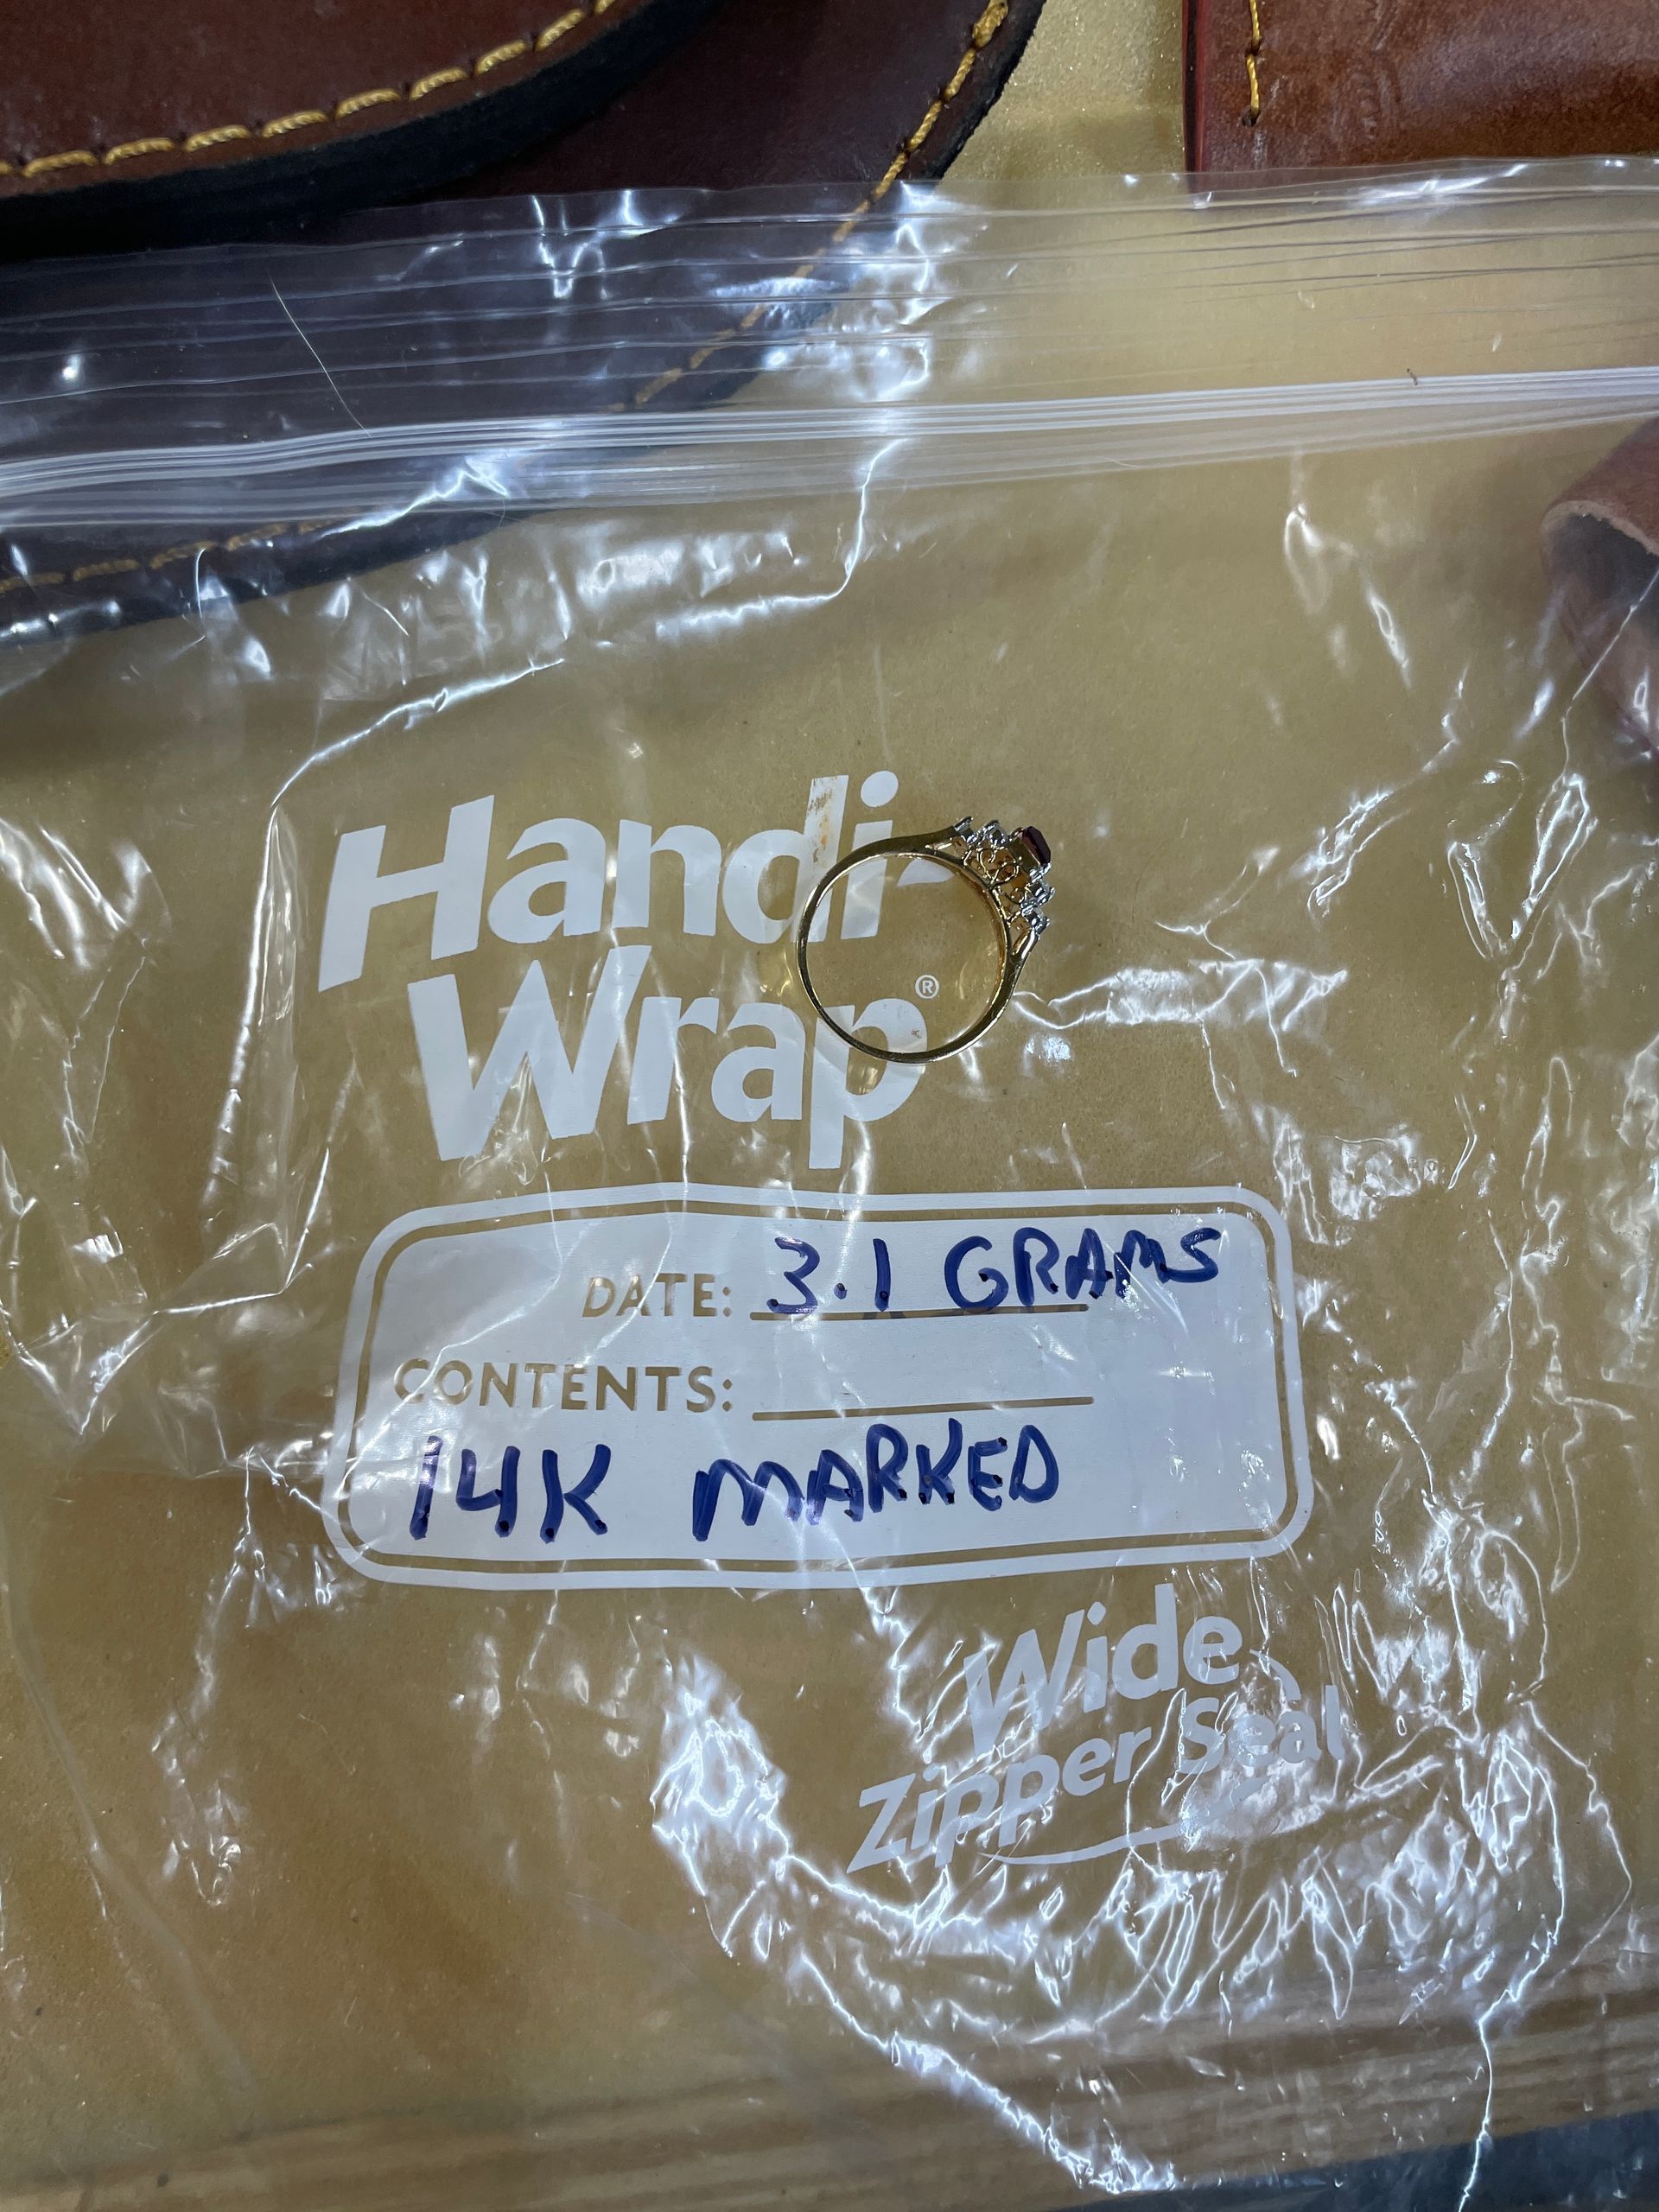 Handi-
Wrap®
DATE: 3.1 GRAMS
CONTENTS:
14K MARKED
Wide
Zipper Seal